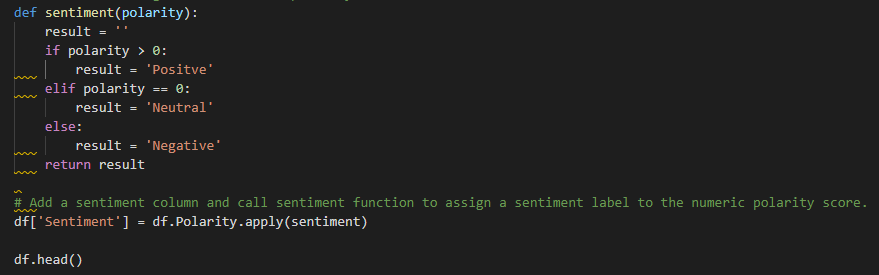 def sentiment(polarity):
    result = ''
    if polarity > 0:
        result = 'Positve'
    elif polarity == 0:
        result = 'Neutral'
    else:
        result = 'Negative'
    return result
# Add a sentiment column and call sentiment function to assign a sentiment label to the numeric polarity score.
df['Sentiment'] = df.Polarity.apply(sentiment)
df.head()